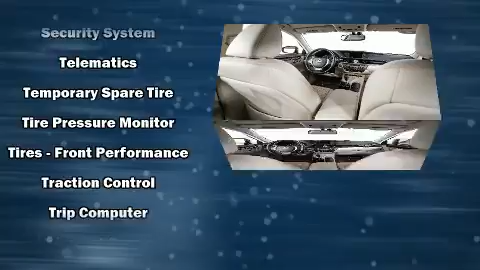 Security System
Telematics
Temporary Spare Tire
Tire Pressure Monitor
Tires - Front Performance
Traction Control
Trip Computer